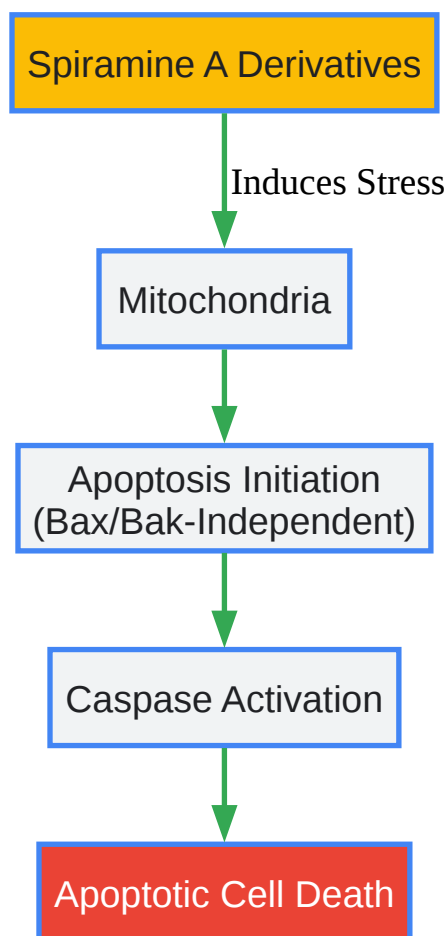 Spiramine A Derivatives
Induces Stress
Mitochondria
Apoptosis Initiation
(Bax/Bak-Independent)
Caspase Activation
Apoptotic Cell Death